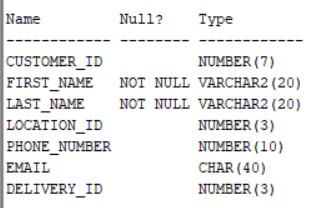 Name Null? Type
------------ -------- ------------
CUSTOMER_ID NUMBER(7)
FIRST_NAME NOT NULL VARCHAR2(20)
LAST_NAME NOT NULL VARCHAR2(20)
LOCATION_ID NUMBER(3)
PHONE_NUMBER NUMBER(10)
EMAIL CHAR(40)
DELIVERY_ID NUMBER(3)